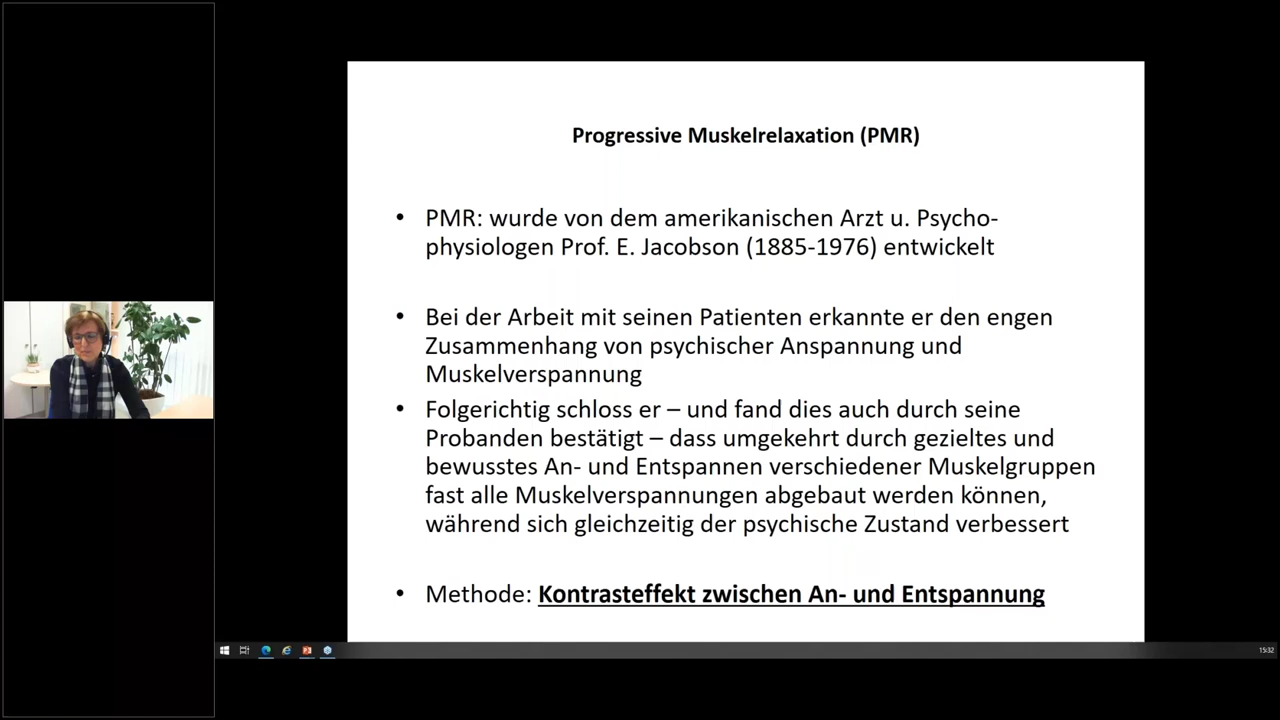 Progressive Muskelrelaxation (PMR)
• PMR: wurde von dem amerikanischen Arzt u. Psycho-
physiologen Prof. E. Jacobson (1885-1976) entwickelt
• Bei der Arbeit mit seinen Patienten erkannte er den engen
Zusammenhang von psychischer Anspannung und
Muskelverspannung
• Folgerichtig schloss er – und fand dies auch durch seine
Probanden bestätigt – dass umgekehrt durch gezieltes und
bewusstes An- und Entspannen verschiedener Muskelgruppen
fast alle Muskelverspannungen abgebaut werden können,
während sich gleichzeitig der psychische Zustand verbessert
• Methode: Kontrasteffekt zwischen An- und Entspannung
15:32